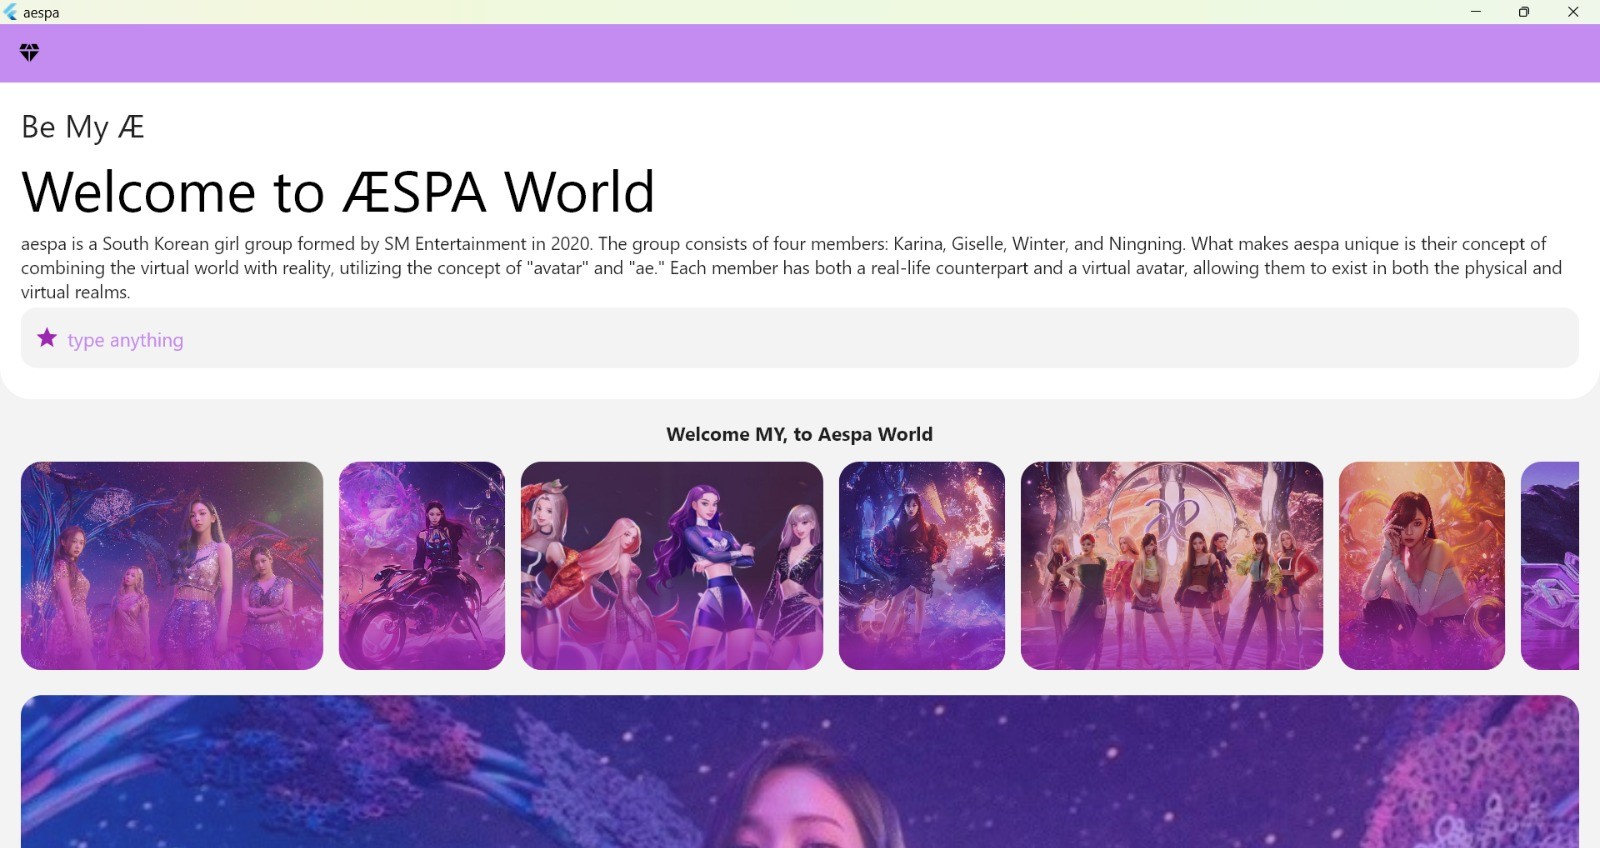 aespa
Be My Æ
Welcome to ÆSPA World
aespa is a South Korean girl group formed by SM Entertainment in 2020. The group consists of four members: Karina, Giselle, Winter, and Ningning. What makes aespa unique is their concept of
combining the virtual world with reality, utilizing the concept of "avatar" and "ae." Each member has both a real-life counterpart and a virtual avatar, allowing them to exist in both the physical and
virtual realms.
type anything
Welcome MY, to Aespa World